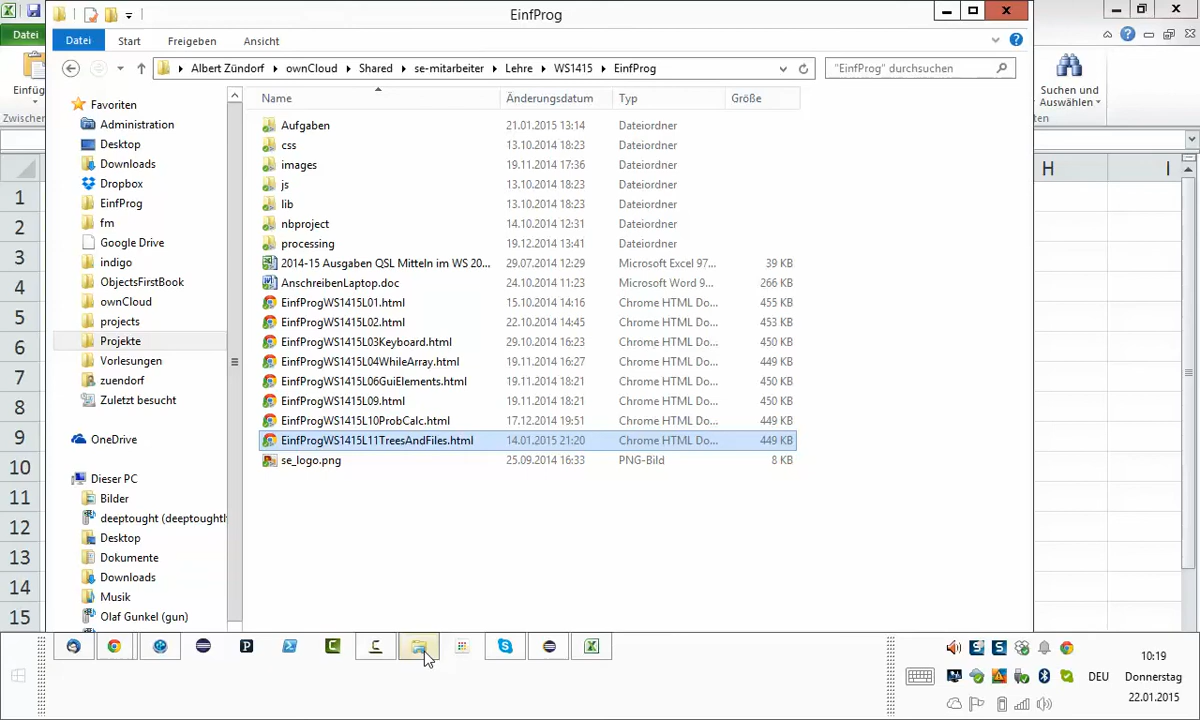 EinfProg
Datei
Datei
Start
Freigeben
Ansicht
Albert Zündorf
ownCloud
Shared
se-mitarbeiter
Lehre
WS1415
EinfProg
"EinfProg" durchsuchen
Einfüg
Zwischer
Suchen und
Auswählen
ten
Name
Änderungsdatum
Typ
Größe
Favoriten
Administration
Desktop
Downloads
Dropbox
EinfProg
fm
Google Drive
indigo
ObjectsFirstBook
ownCloud
projects
Projekte
Vorlesungen
zuendorf
Zuletzt besucht
OneDrive
Dieser PC
Bilder
deeptought (deeptoughtl
Desktop
Dokumente
Downloads
Musik
Olaf Gunkel (gun)
Aufgaben 21.01.2015 13:14 Dateiordner
css 13.10.2014 18:23 Dateiordner
images 19.11.2014 17:36 Dateiordner
js 13.10.2014 18:23 Dateiordner
lib 13.10.2014 18:23 Dateiordner
nbproject 14.10.2014 12:31 Dateiordner
processing 19.12.2014 13:41 Dateiordner
2014-15 Ausgaben QSL Mitteln im WS 20... 29.07.2014 12:29 Microsoft Excel 97... 39 KB
AnschreibenLaptop.doc 24.10.2014 11:23 Microsoft Word 9... 266 KB
EinfProgWS1415L01.html 15.10.2014 14:16 Chrome HTML Do... 455 KB
EinfProgWS1415L02.html 22.10.2014 14:45 Chrome HTML Do... 453 KB
EinfProgWS1415L03Keyboard.html 29.10.2014 16:23 Chrome HTML Do... 450 KB
EinfProgWS1415L04WhileArray.html 19.11.2014 16:27 Chrome HTML Do... 449 KB
EinfProgWS1415L06GuiElements.html 19.11.2014 18:21 Chrome HTML Do... 450 KB
EinfProgWS1415L09.html 19.11.2014 18:21 Chrome HTML Do... 450 KB
EinfProgWS1415L10ProbCalc.html 17.12.2014 19:51 Chrome HTML Do... 449 KB
EinfProgWS1415L11TreesAndFiles.html 14.01.2015 21:20 Chrome HTML Do... 449 KB
se_logo.png 25.09.2014 16:33 PNG-Bild 8 KB
H
I
1
2
3
4
5
6
7
8
9
10
11
12
13
14
15
DEU
10:19
Donnerstag
22.01.2015